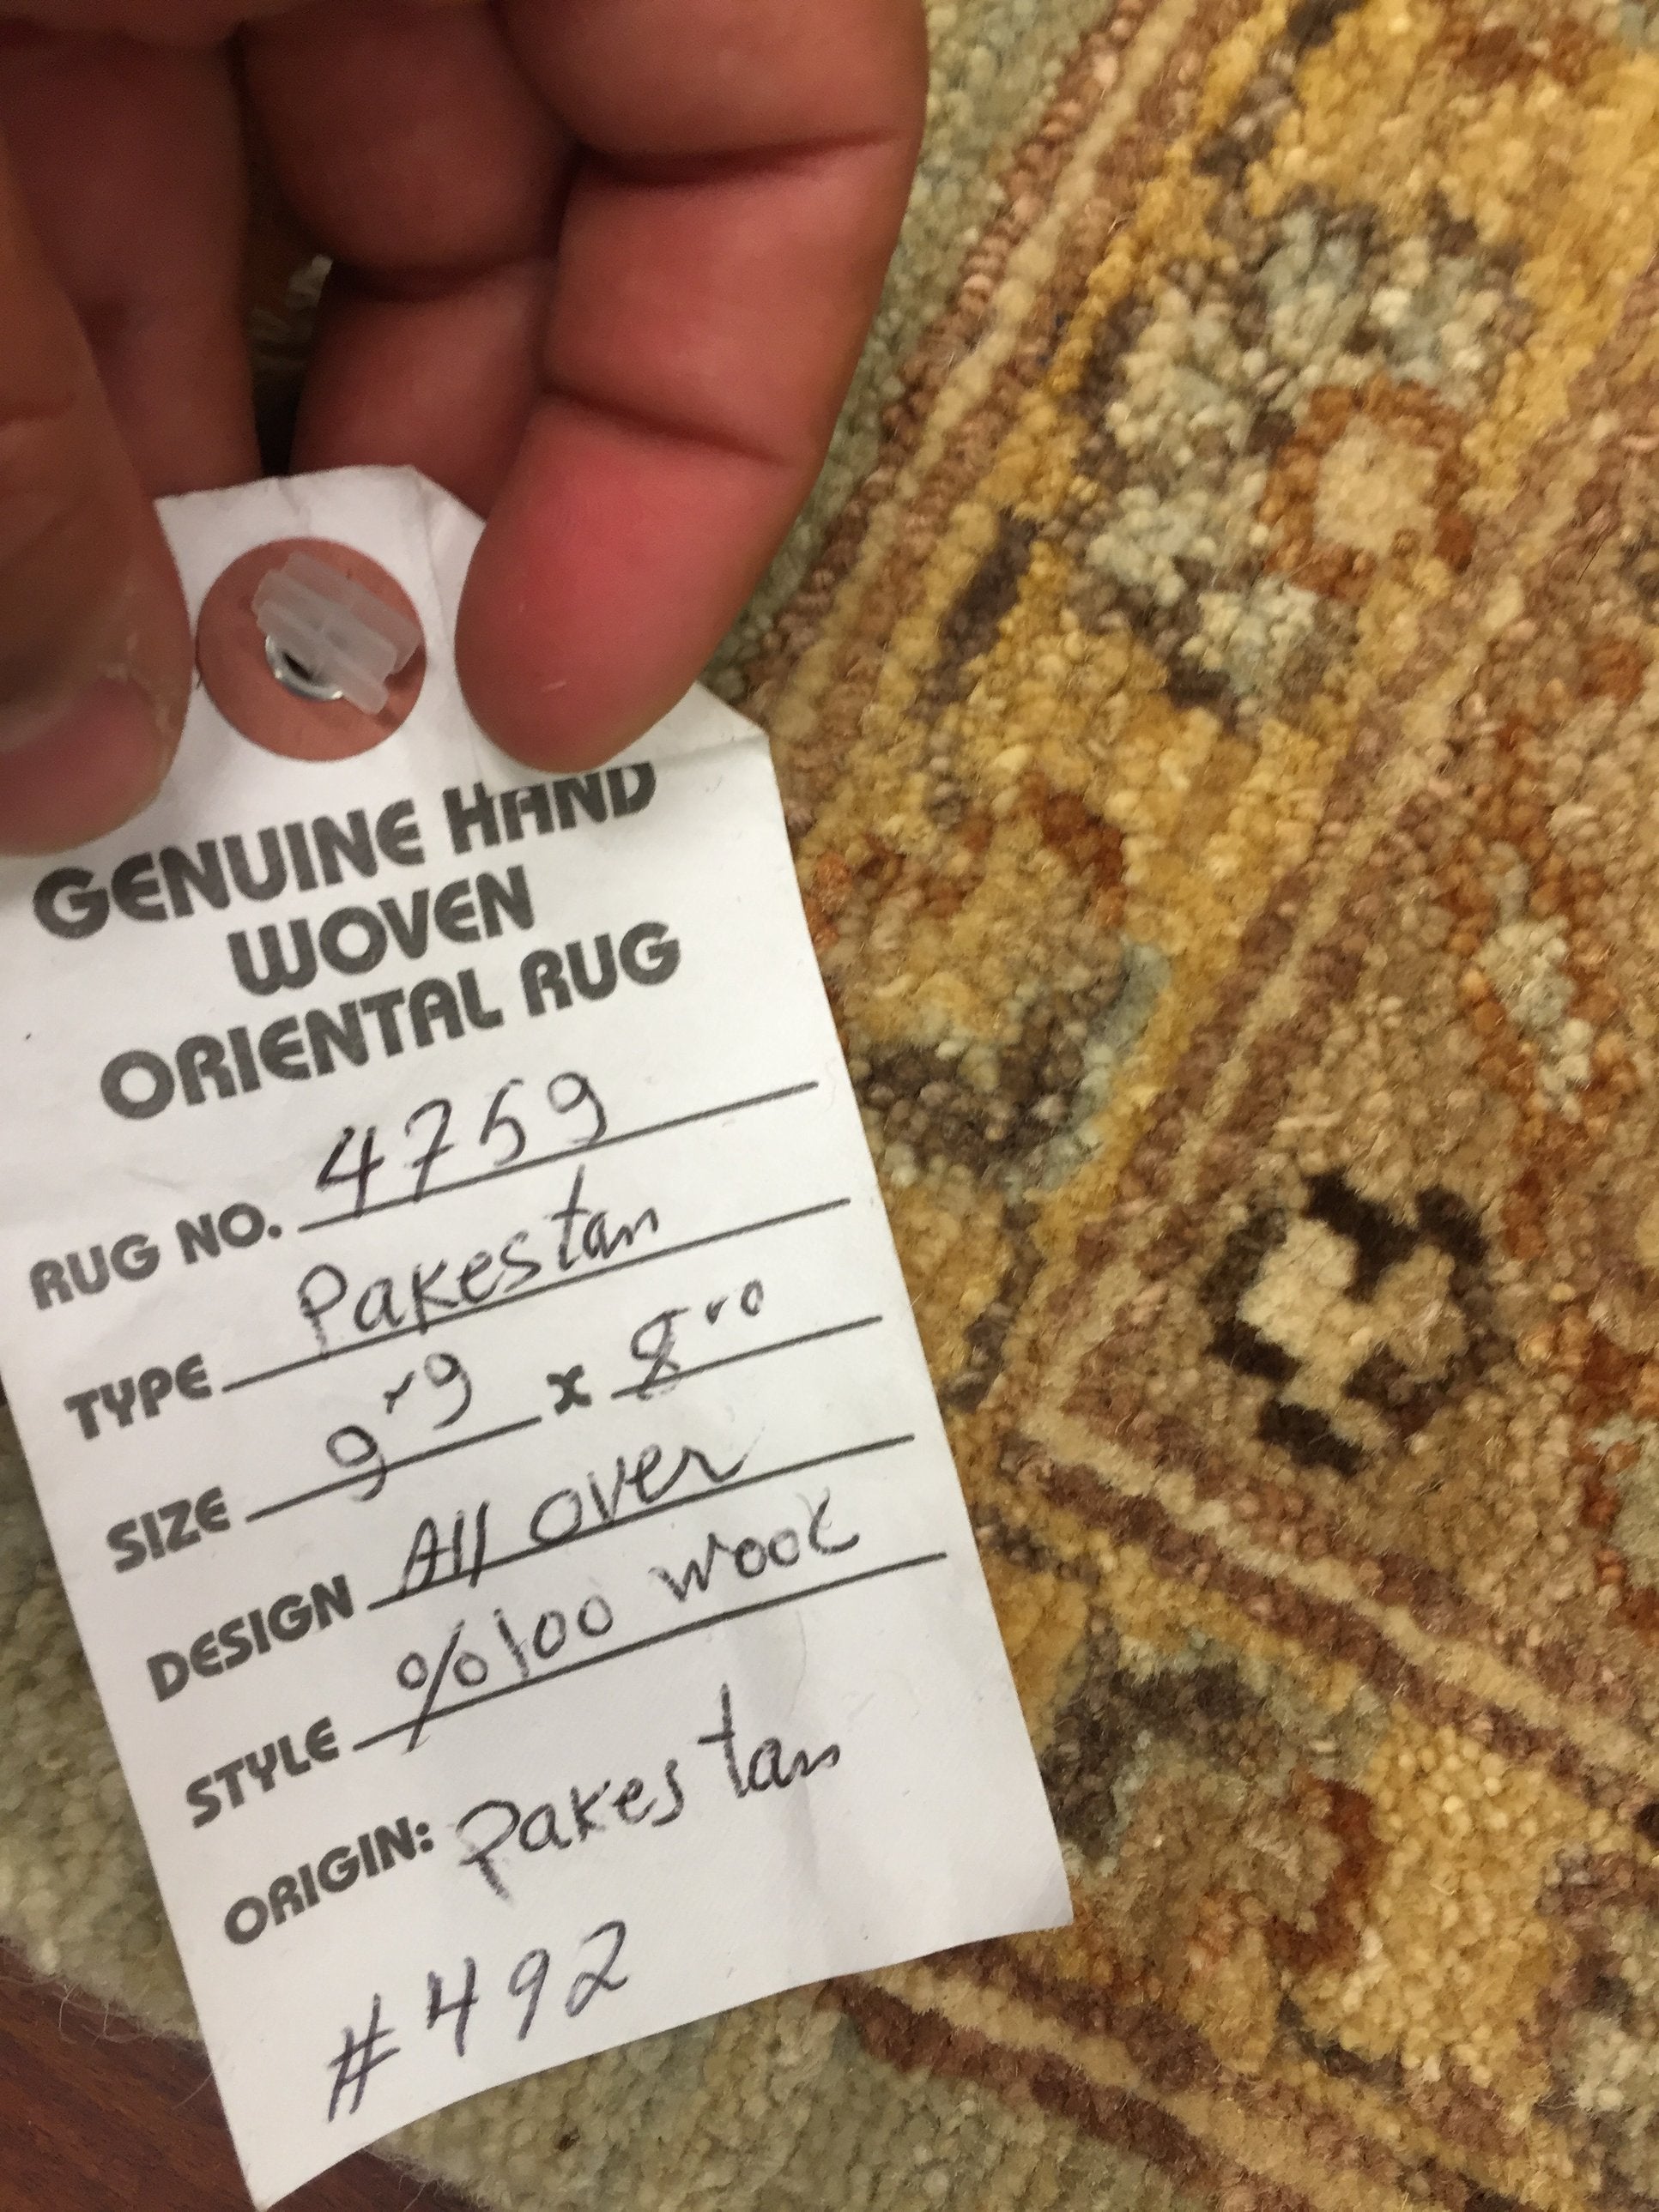 GENUINE HAND
WOVEN
ORIENTAL RUG
RUG NO. 4759
TYPE Pakestan
SIZE 9-9 x 8-0
DESIGN All over
STYLE %100 wool
ORIGIN: Pakestan
#492